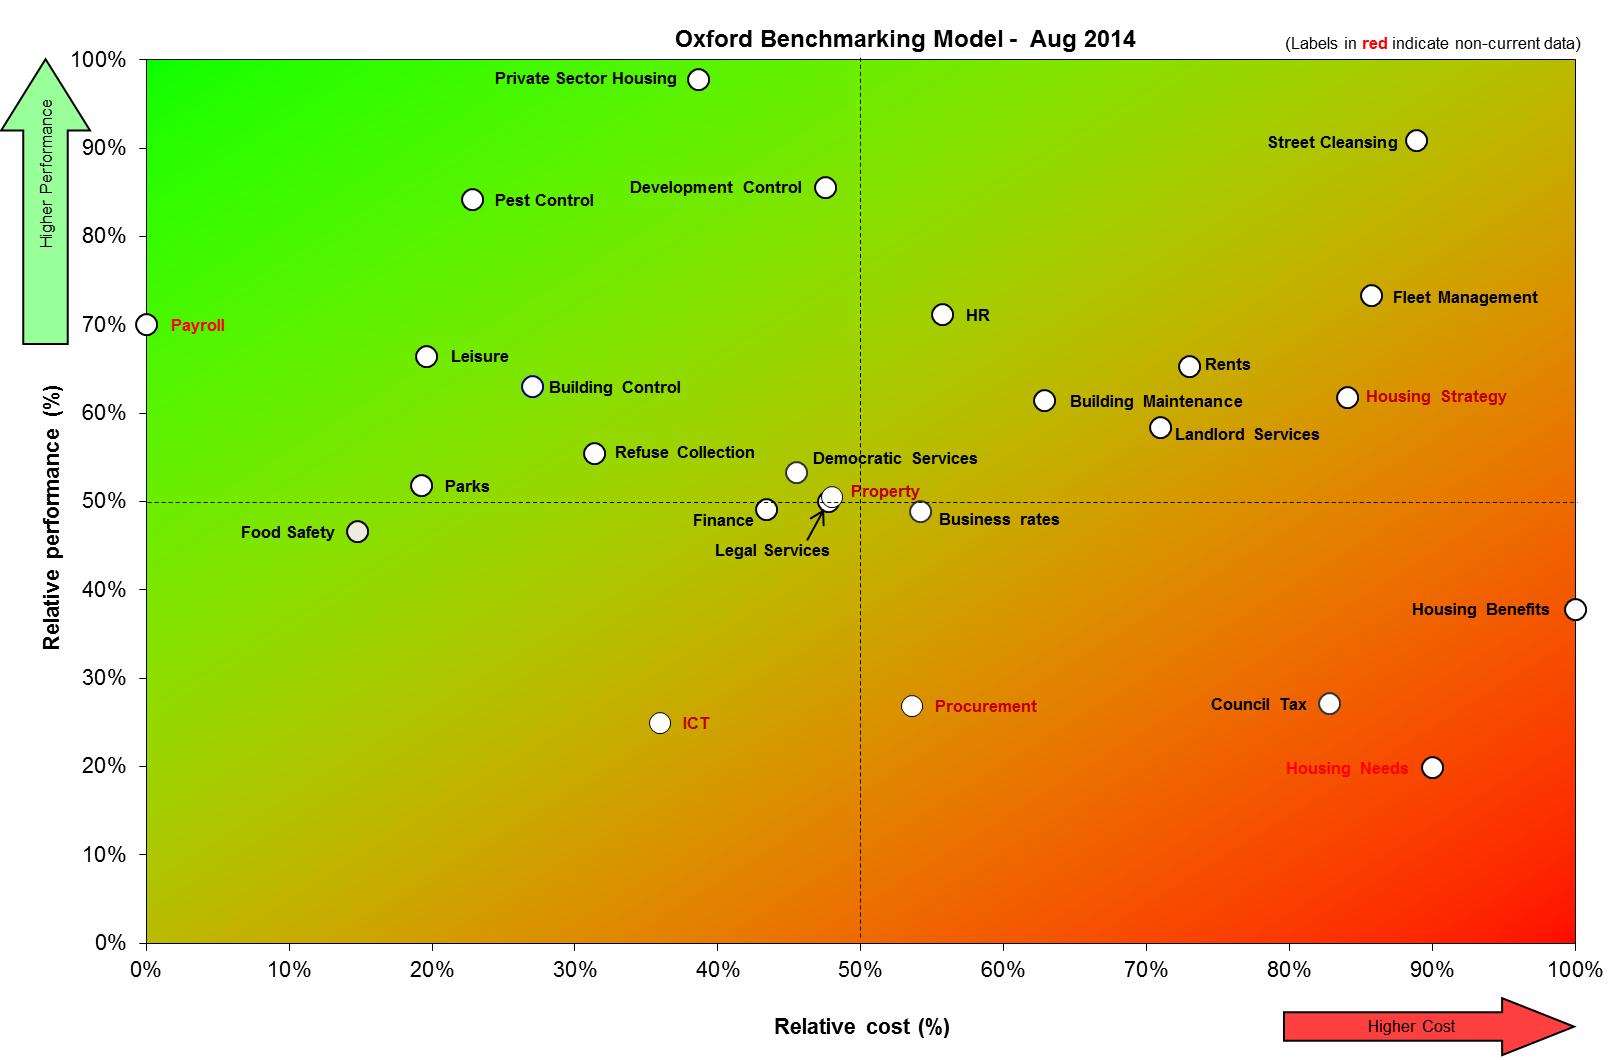 Oxford Benchmarking Model - Aug 2014
(Labels in red indicate non-current data)
Higher Performance
Relative performance (%)
100%
90%
80%
70%
60%
50%
40%
30%
20%
10%
0%
Private Sector Housing
Street Cleansing
Development Control
Pest Control
Fleet Management
HR
Payroll
Leisure
Rents
Building Control
Housing Strategy
Building Maintenance
Landlord Services
Refuse Collection
Democratic Services
Parks
Property
Finance
Business rates
Food Safety
Legal Services
Housing Benefits
Council Tax
Procurement
ICT
Housing Needs
0% 10% 20% 30% 40% 50% 60% 70% 80% 90% 100%
Relative cost (%)
Higher Cost